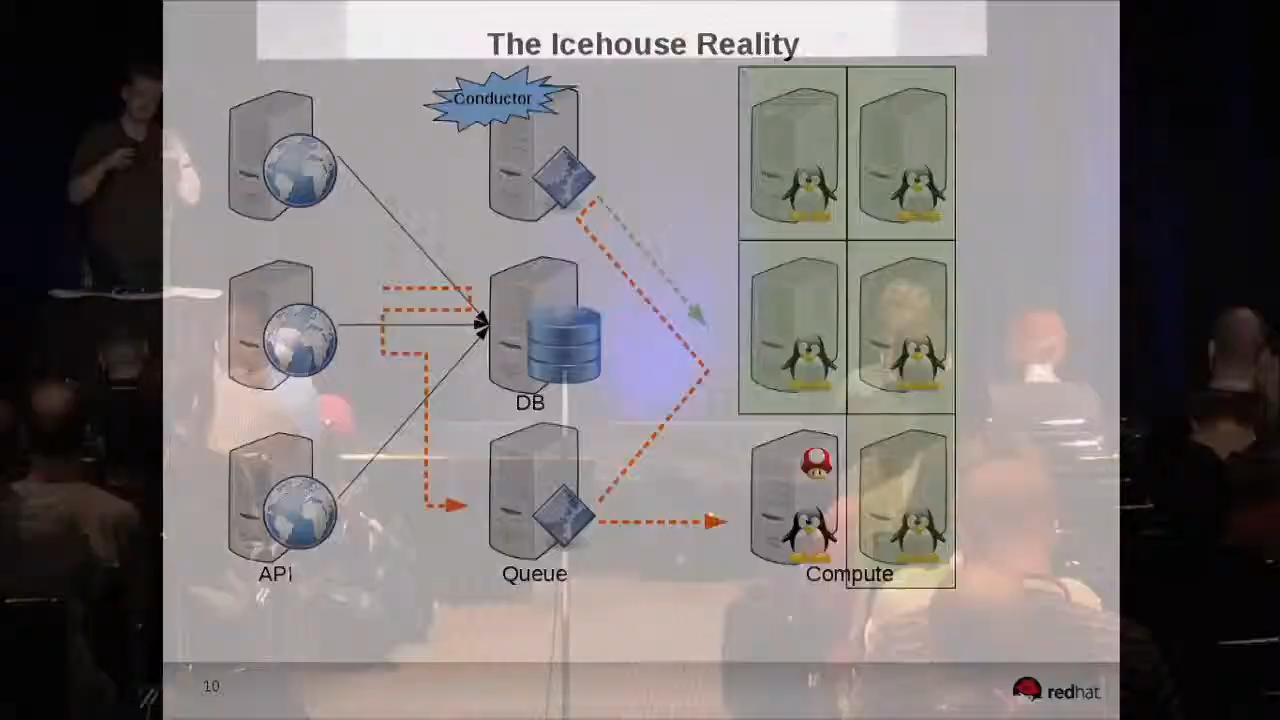 The Icehouse Reality
Conductor
DB
API
Queue
Compute
10
redhat